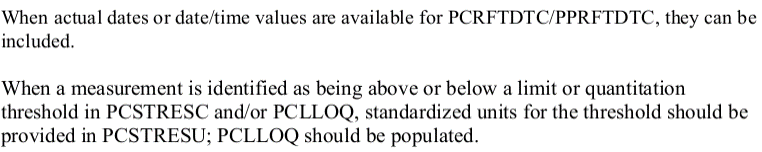 When actual dates or date/time values are available for PCRFTDTC/PPRFTDTC, they can be
included.
When a measurement is identified as being above or below a limit or quantitation
threshold in PCSTRESC and/or PCLLOQ, standardized units for the threshold should be
provided in PCSTRESU; PCLLOQ should be populated.